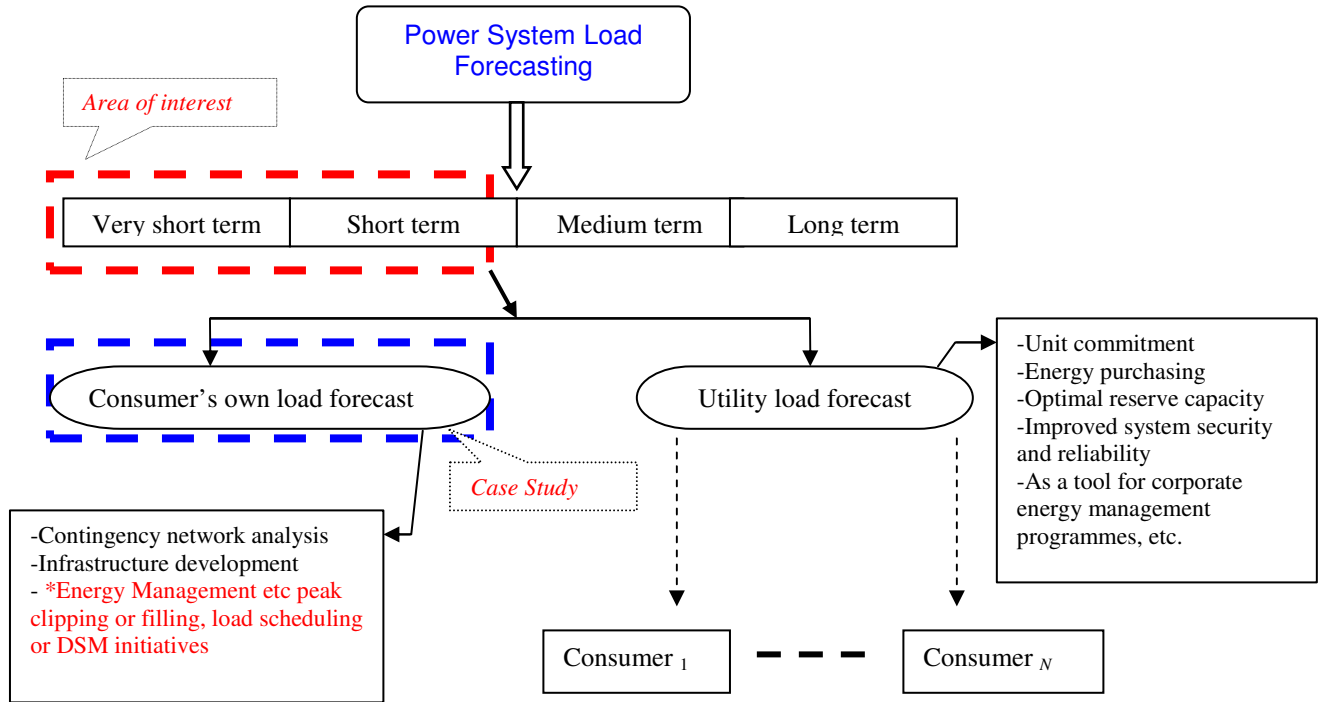 Power System Load
Forecasting
Area of interest
Very short term
Short term
Medium term
Long term
Consumer's own load forecast
Utility load forecast
-Unit commitment
-Energy purchasing
-Optimal reserve capacity
-Improved system security
and reliability
-As a tool for corporate
energy management
programmes, etc.
Case Study
-Contingency network analysis
-Infrastructure development
- *Energy Management etc peak
clipping or filling, load scheduling
or DSM initiatives
Consumer 1
Consumer N